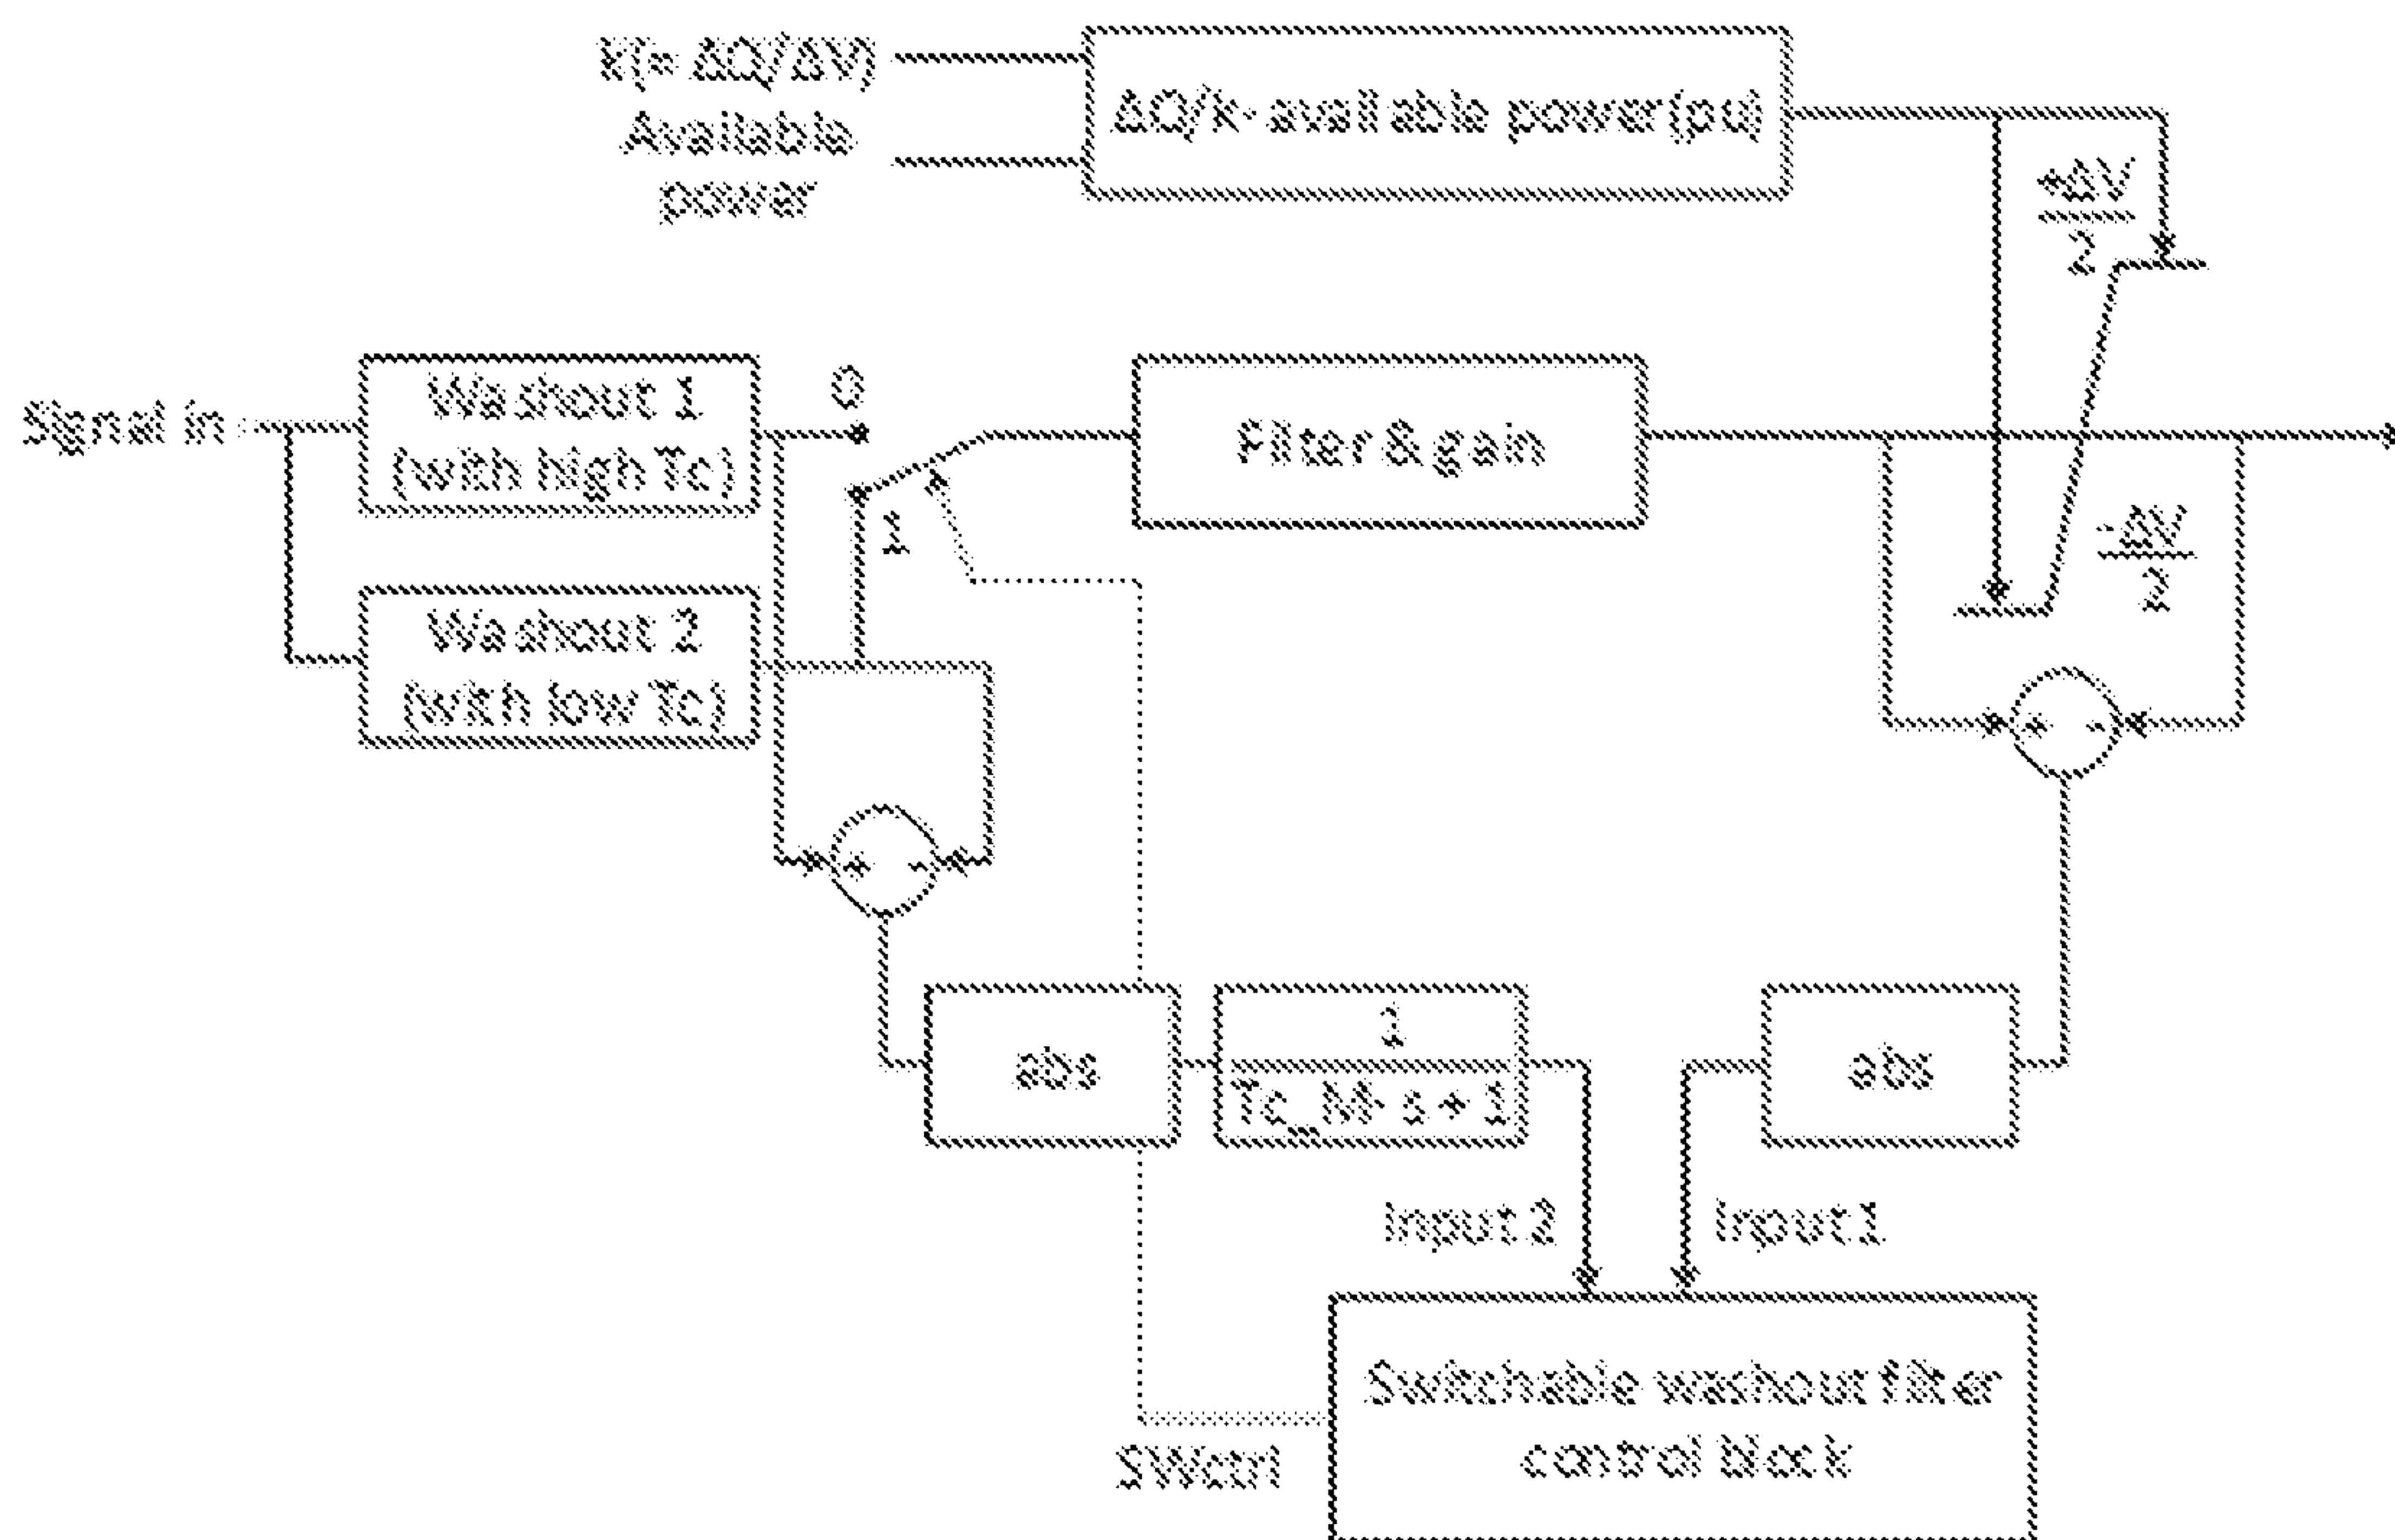 k(= ΔQ/ΔV)
Available
power
ΔQ/k· available power(pu)
+ΔV
2
Signal in
Washout 1
(with high Tc)
0
1
Filter & gain
-ΔV
2
Washout 2
(with low Tc)
+ -
+ -
abs
1
Tc_M· s + 1
abs
Input 2
Input 1
Switchable washout filter
control block
SWctrl